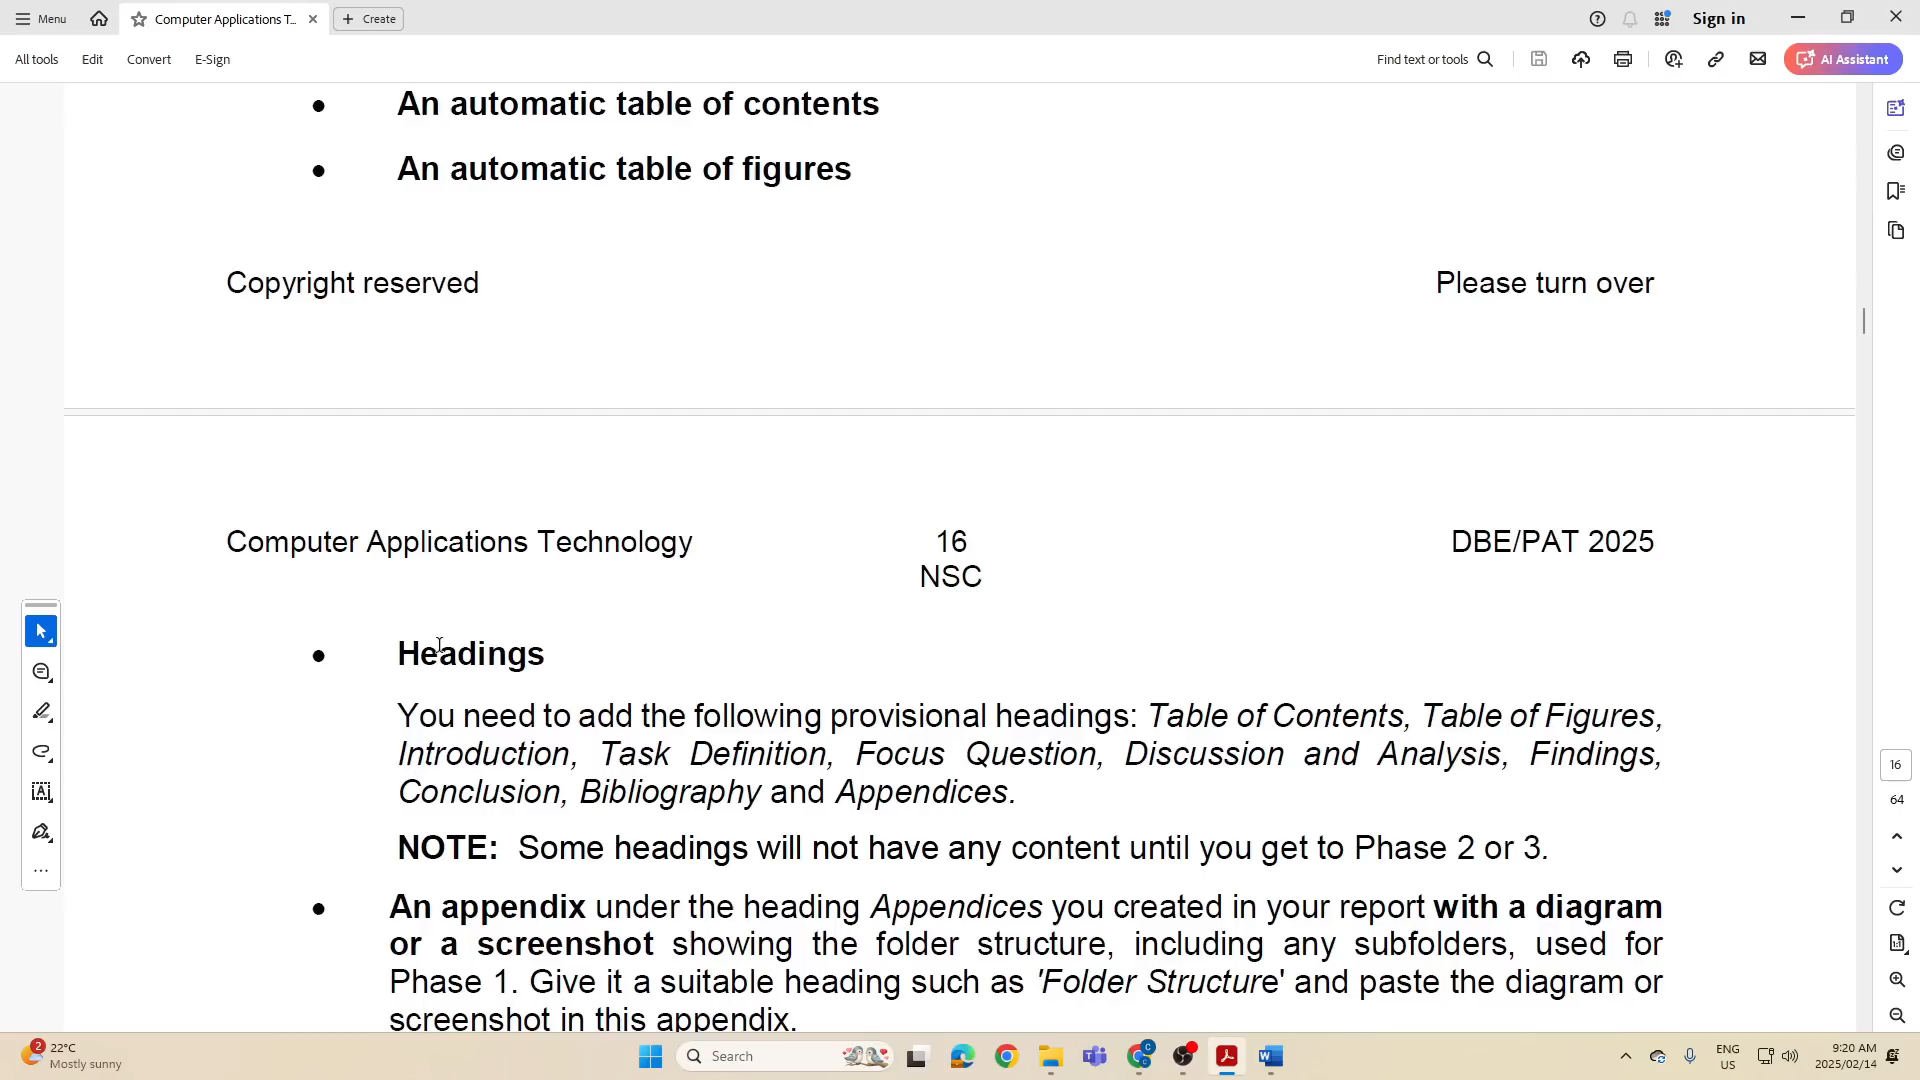 Menu
Computer Applications T...
Create
Sign in
All tools
Edit
Convert
E-Sign
Find text or tools
AI Assistant
• An automatic table of contents
• An automatic table of figures
Copyright reserved
Please turn over
Computer Applications Technology
16
DBE/PAT 2025
NSC
• Headings
You need to add the following provisional headings: Table of Contents, Table of Figures,
Introduction, Task Definition, Focus Question, Discussion and Analysis, Findings,
Conclusion, Bibliography and Appendices.
NOTE: Some headings will not have any content until you get to Phase 2 or 3.
• An appendix under the heading Appendices you created in your report with a diagram
or a screenshot showing the folder structure, including any subfolders, used for
Phase 1. Give it a suitable heading such as 'Folder Structure' and paste the diagram or
screenshot in this appendix.
16
64
2
22°C
Mostly sunny
Search
ENG
US
9:20 AM
2025/02/14